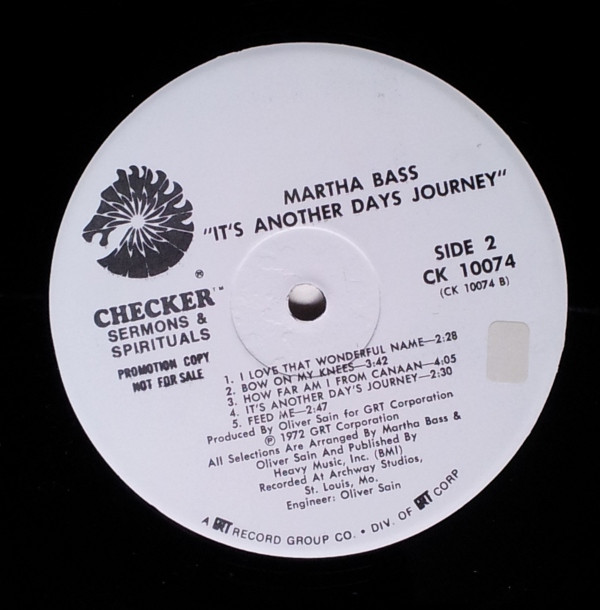 MARTHA BASS
"IT'S ANOTHER DAYS JOURNEY"
®
CHECKER™
SERMONS &
SPIRITUALS
PROMOTION COPY
NOT FOR SALE
SIDE 2
CK 10074
(CK 10074 B)
1. I LOVE THAT WONDERFUL NAME—2:28
2. BOW ON MY KNEES—3:42
3. HOW FAR AM I FROM CANAAN—4:05
4. IT'S ANOTHER DAY'S JOURNEY—2:30
5. FEED ME—2:47
Produced By Oliver Sain for GRT Corporation
℗ 1972 GRT Corporation
All Selections Are Arranged By Martha Bass &
Oliver Sain And Published By
Heavy Music, Inc. (BMI)
Recorded At Archway Studios,
St. Louis, Mo.
Engineer: Oliver Sain
A GRT RECORD GROUP CO. • DIV. OF GRT CORP